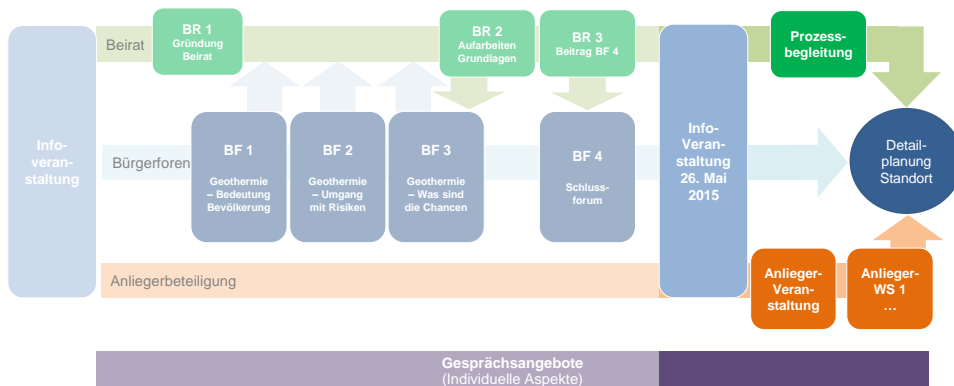 Info-
veran-
staltung
Beirat
BR 1
Gründung
Beirat
BR 2
Aufarbeiten
Grundlagen
BR 3
Beitrag BF 4
Prozess-
begleitung
Bürgerforen
BF 1
Geothermie
– Bedeutung
Bevölkerung
BF 2
Geothermie
– Umgang
mit Risiken
BF 3
Geothermie
– Was sind
die Chancen
BF 4
Schluss-
forum
Info-
Veran-
staltung
26. Mai
2015
Detail-
planung
Standort
Anliegerbeteiligung
Anlieger-
Veran-
staltung
Anlieger-
WS 1
...
Gesprächsangebote
(Individuelle Aspekte)